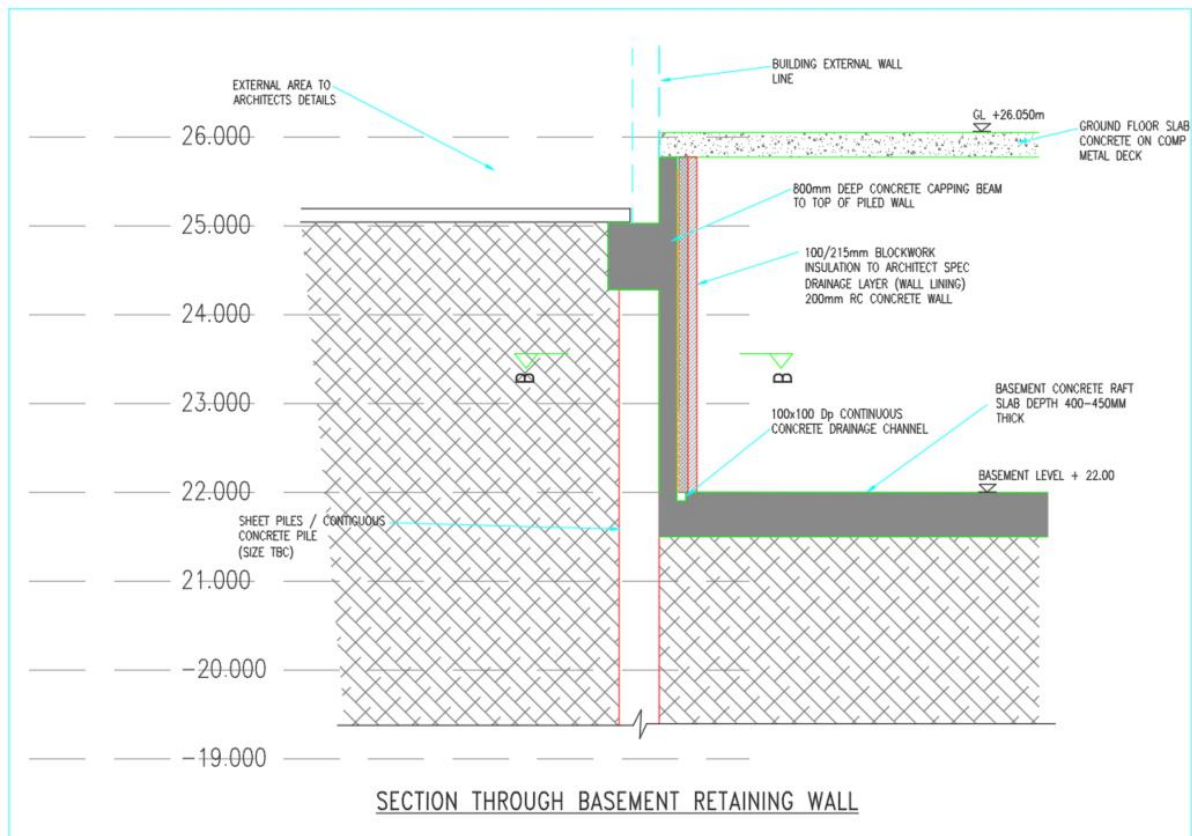 BUILDING EXTERNAL WALL
LINE
EXTERNAL AREA TO
ARCHITECTS DETAILS
GL +26.050m
GROUND FLOOR SLAB
CONCRETE ON COMP
METAL DECK
26.000
800mm DEEP CONCRETE CAPPING BEAM
TO TOP OF PILED WALL
25.000
100/215mm BLOCKWORK
INSULATION TO ARCHITECT SPEC
DRAINAGE LAYER (WALL LINING)
200mm RC CONCRETE WALL
24.000
B
B
23.000
BASEMENT CONCRETE RAFT
SLAB DEPTH 400-450MM
THICK
100x100 Dp CONTINUOUS
CONCRETE DRAINAGE CHANNEL
22.000
BASEMENT LEVEL + 22.00
SHEET PILES / CONTIGUOUS
CONCRETE PILE
(SIZE TBC)
21.000
-20.000
-19.000
SECTION THROUGH BASEMENT RETAINING WALL